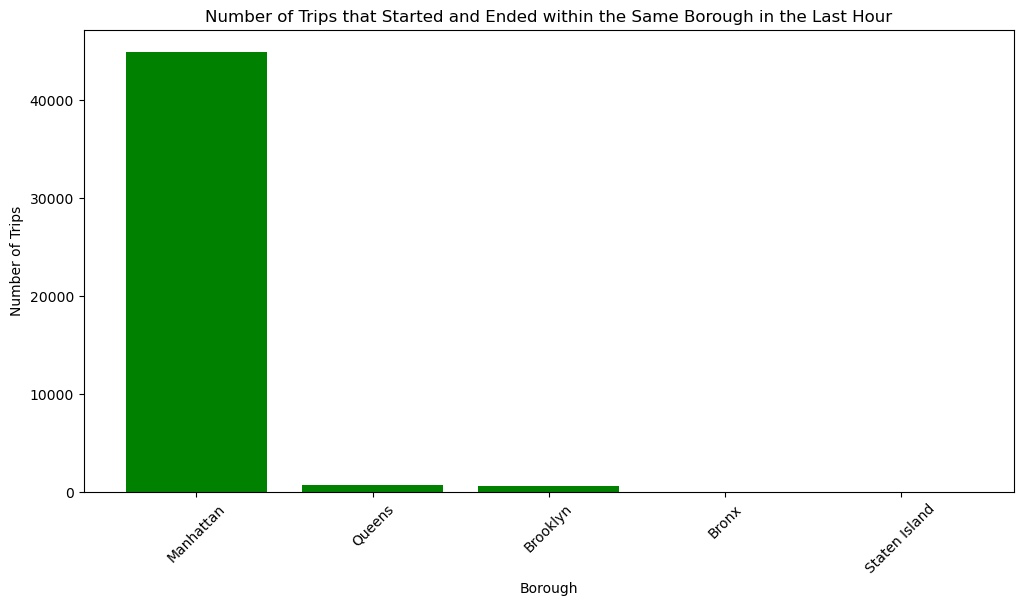 Number of Trips that Started and Ended within the Same Borough in the Last Hour
Number of Trips
40000
30000
20000
10000
0
Manhattan
Queens
Brooklyn
Bronx
Staten Island
Borough